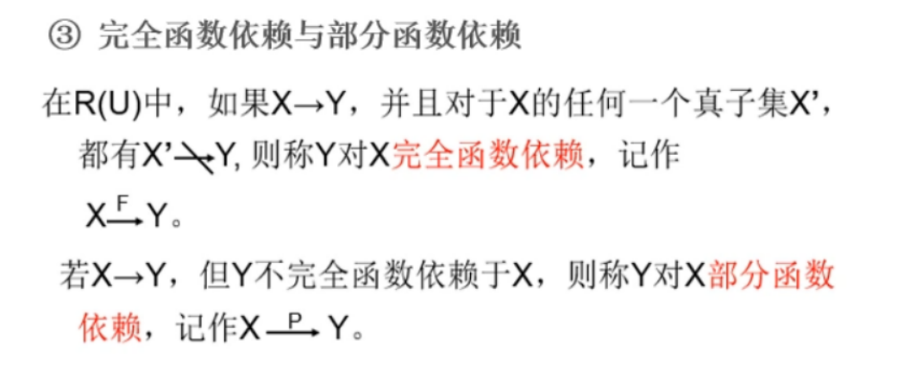 ③ 完全函数依赖与部分函数依赖
在R(U)中，如果X→Y，并且对于X的任何一个真子集X’，
都有X’↛Y, 则称Y对X完全函数依赖，记作
X F→ Y。
若X→Y，但Y不完全函数依赖于X，则称Y对X部分函数
依赖，记作X P→ Y。